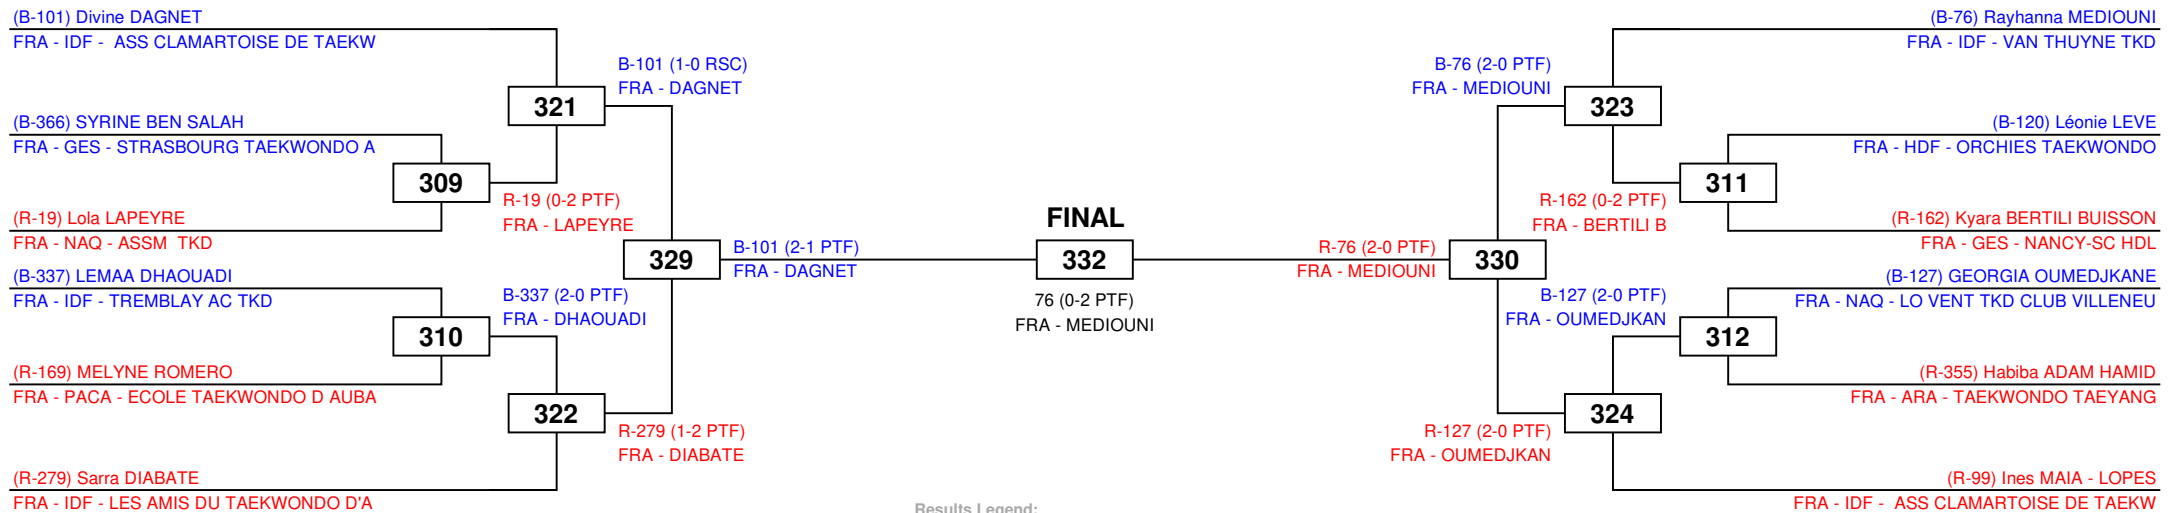 (B-101) Divine DAGNET
FRA - IDF -  ASS CLAMARTOISE DE TAEKW
(B-366) SYRINE BEN SALAH
FRA - GES - STRASBOURG TAEKWONDO A
(R-19) Lola LAPEYRE
FRA - NAQ - ASSM  TKD
(B-337) LEMAA DHAOUADI
FRA - IDF - TREMBLAY AC TKD
(R-169) MELYNE ROMERO
FRA - PACA - ECOLE TAEKWONDO D AUBA
(R-279) Sarra DIABATE
FRA - IDF - LES AMIS DU TAEKWONDO D'A
309
310
321
322
B-101 (1-0 RSC)
FRA - DAGNET
R-19 (0-2 PTF)
FRA - LAPEYRE
B-337 (2-0 PTF)
FRA - DHAOUADI
R-279 (1-2 PTF)
FRA - DIABATE
329
B-101 (2-1 PTF)
FRA - DAGNET
FINAL
332
76 (0-2 PTF)
FRA - MEDIOUNI
R-76 (2-0 PTF)
FRA - MEDIOUNI
330
B-76 (2-0 PTF)
FRA - MEDIOUNI
R-162 (0-2 PTF)
FRA - BERTILI B
B-127 (2-0 PTF)
FRA - OUMEDJKAN
R-127 (2-0 PTF)
FRA - OUMEDJKAN
323
324
311
312
(B-76) Rayhanna MEDIOUNI
FRA - IDF - VAN THUYNE TKD
(B-120) Léonie LEVE
FRA - HDF - ORCHIES TAEKWONDO
(R-162) Kyara BERTILI BUISSON
FRA - GES - NANCY-SC HDL
(B-127) GEORGIA OUMEDJKANE
FRA - NAQ - LO VENT TKD CLUB VILLENEU
(R-355) Habiba ADAM HAMID
FRA - ARA - TAEKWONDO TAEYANG
(R-99) Ines MAIA - LOPES
FRA - IDF -  ASS CLAMARTOISE DE TAEKW
Results Legend: